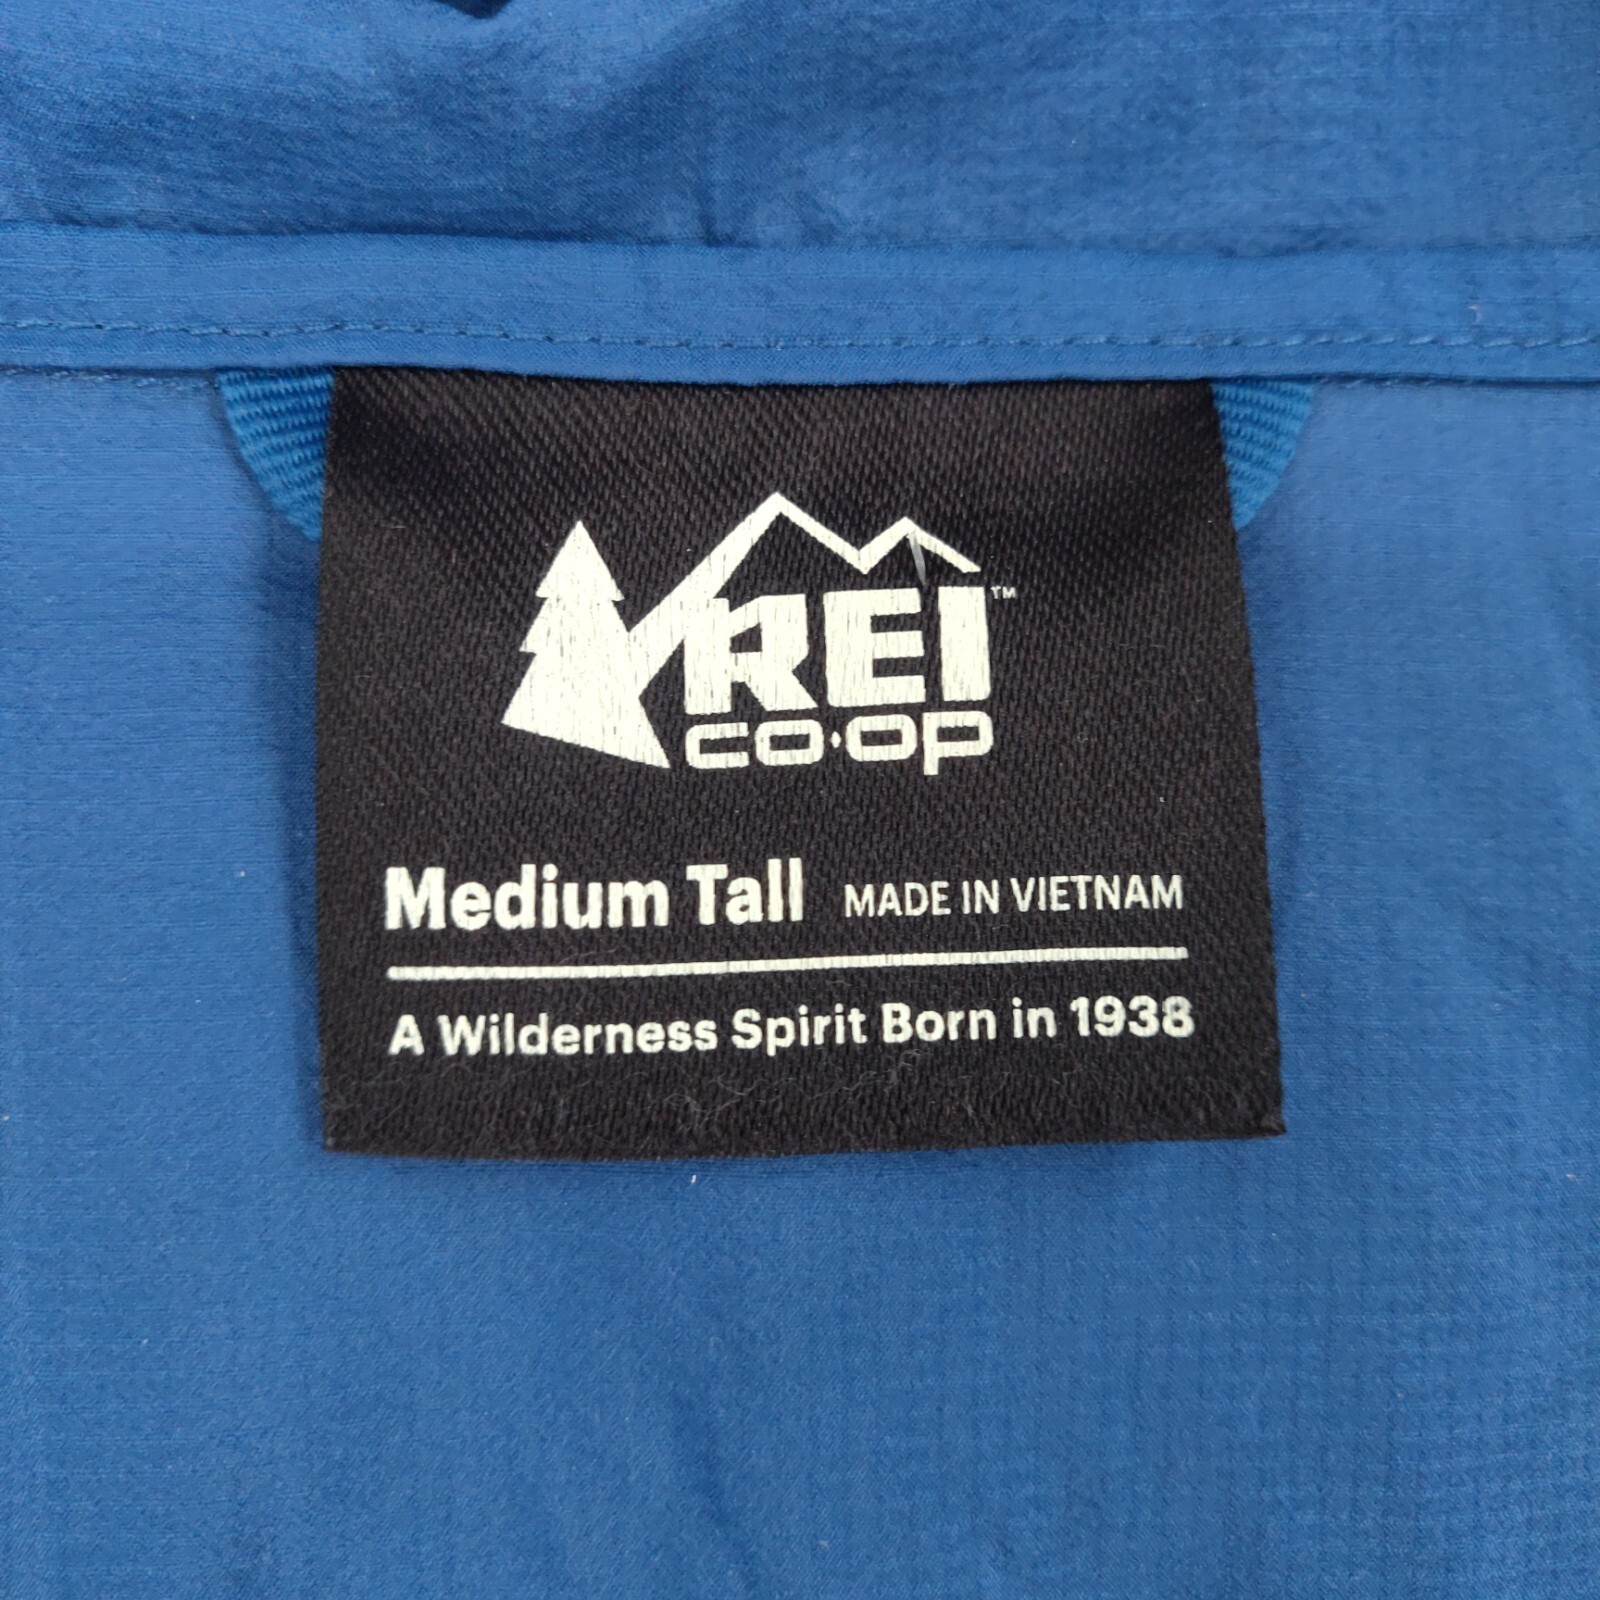 REI™
co·op
Medium Tall MADE IN VIETNAM
A Wilderness Spirit Born in 1938